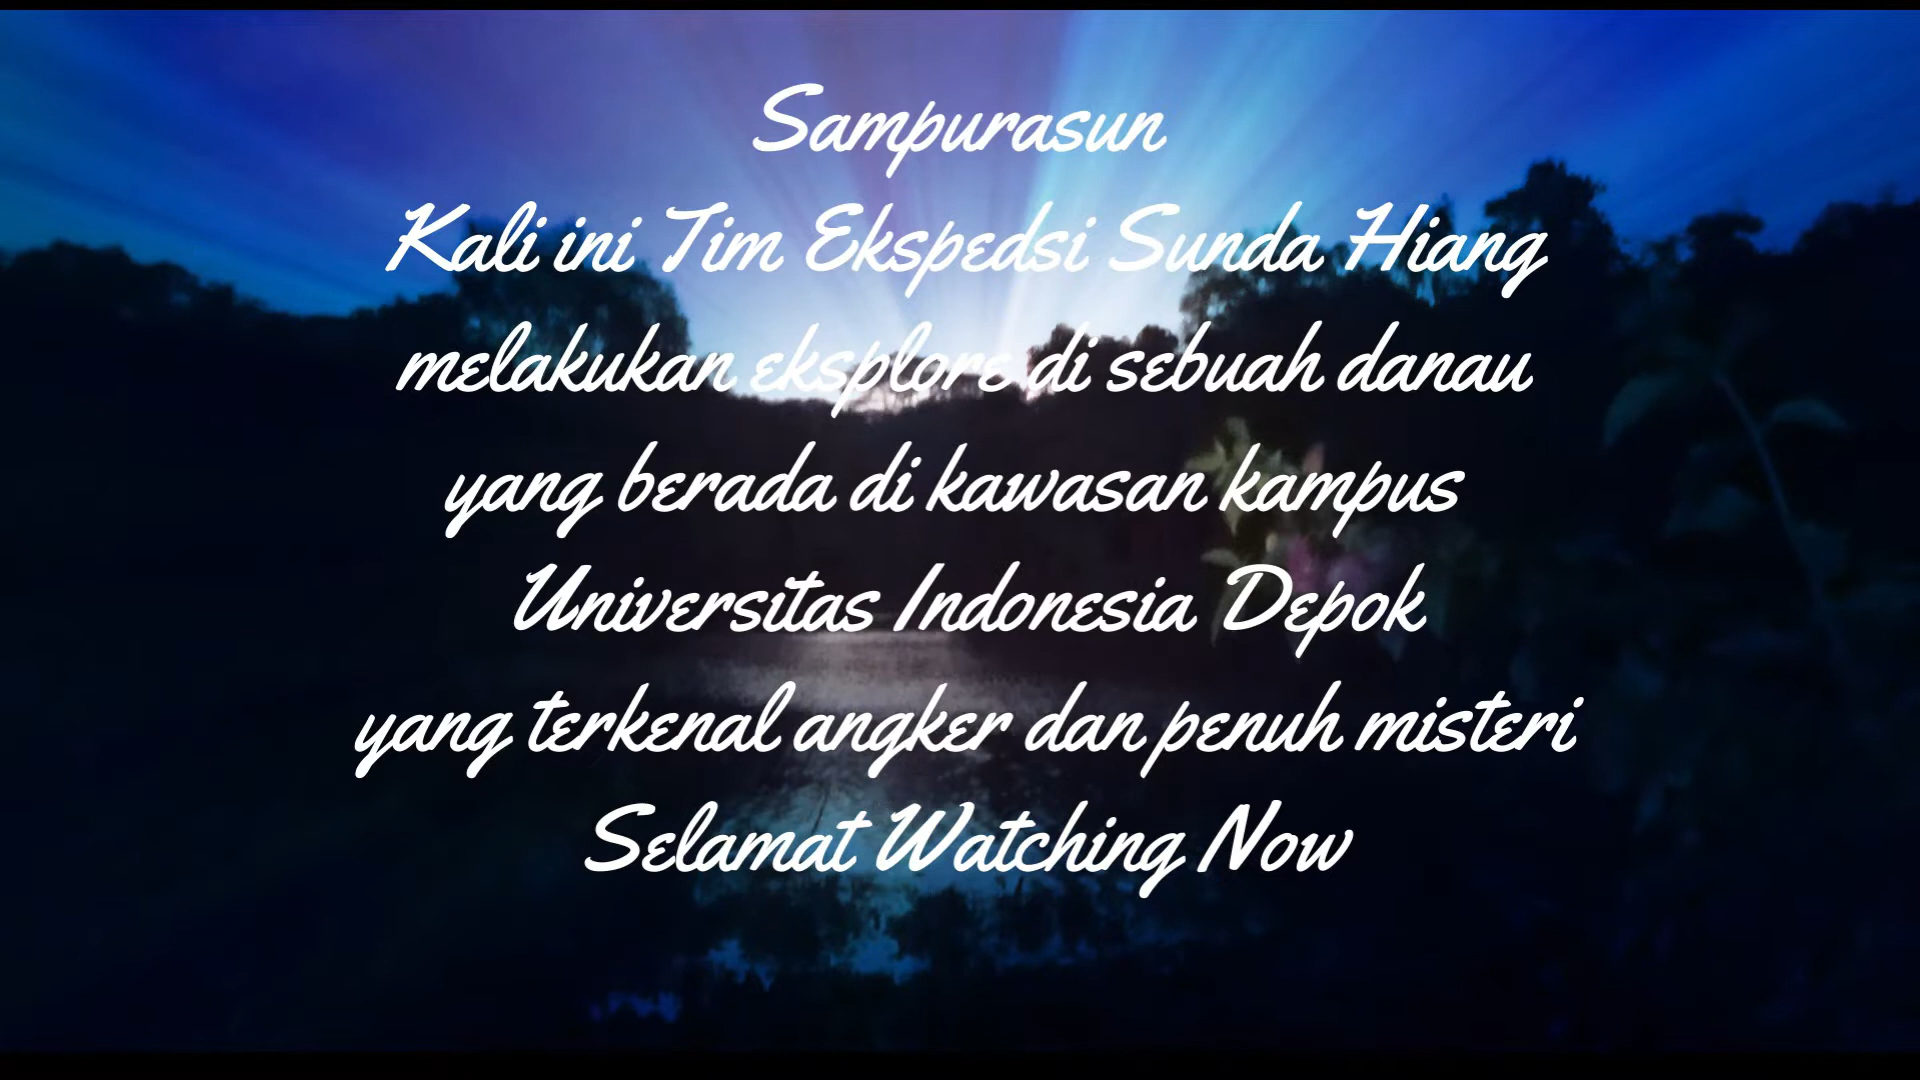 Sampurasun
Kali ini Tim Ekspedsi Sunda Hiang
melakukan eksplore di sebuah danau
yang berada di kawasan kampus
Universitas Indonesia Depok
yang terkenal angker dan penuh misteri
Selamat Watching Now